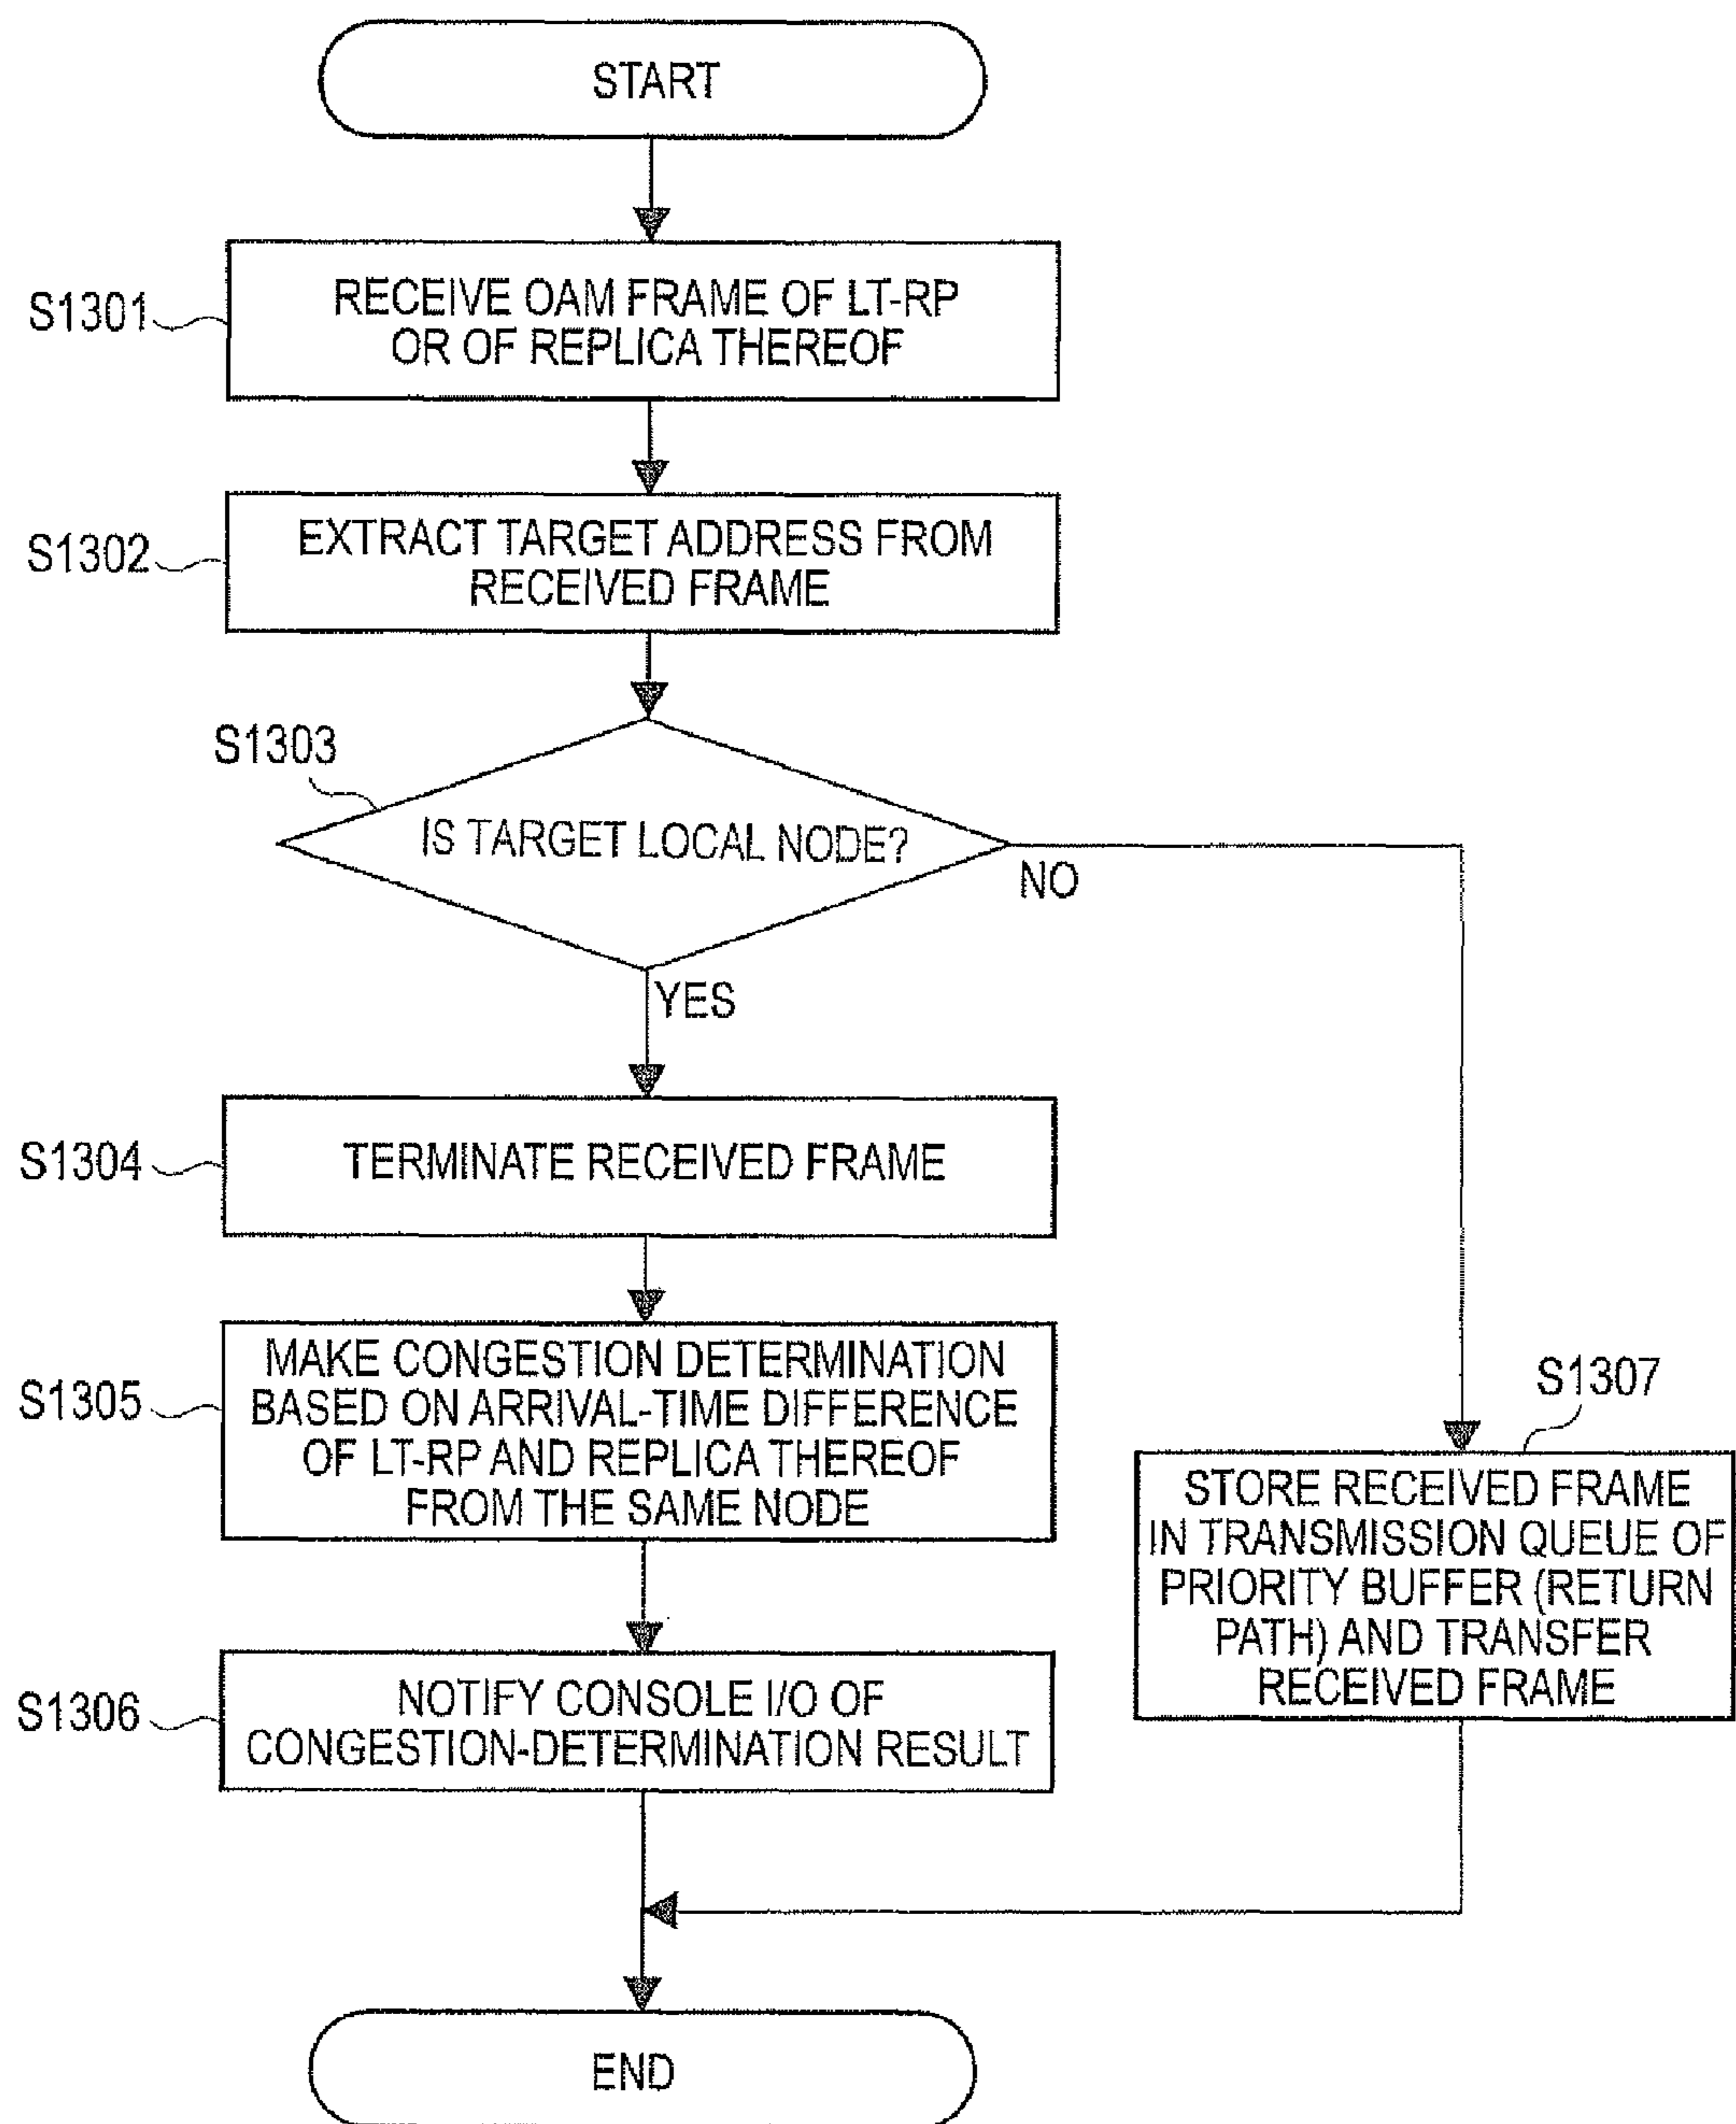 START
S1301
RECEIVE OAM FRAME OF LT-RP
OR OF REPLICA THEREOF
S1302
EXTRACT TARGET ADDRESS FROM
RECEIVED FRAME
S1303
IS TARGET LOCAL NODE?
NO
YES
S1304
TERMINATE RECEIVED FRAME
S1305
MAKE CONGESTION DETERMINATION
BASED ON ARRIVAL-TIME DIFFERENCE
OF LT-RP AND REPLICA THEREOF
FROM THE SAME NODE
S1307
STORE RECEIVED FRAME
IN TRANSMISSION QUEUE OF
PRIORITY BUFFER (RETURN
PATH) AND TRANSFER
RECEIVED FRAME
S1306
NOTIFY CONSOLE I/O OF
CONGESTION-DETERMINATION RESULT
END